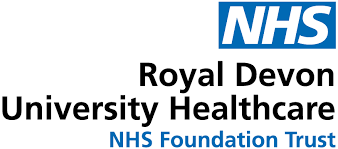 NHS
Royal Devon
University Healthcare
NHS Foundation Trust